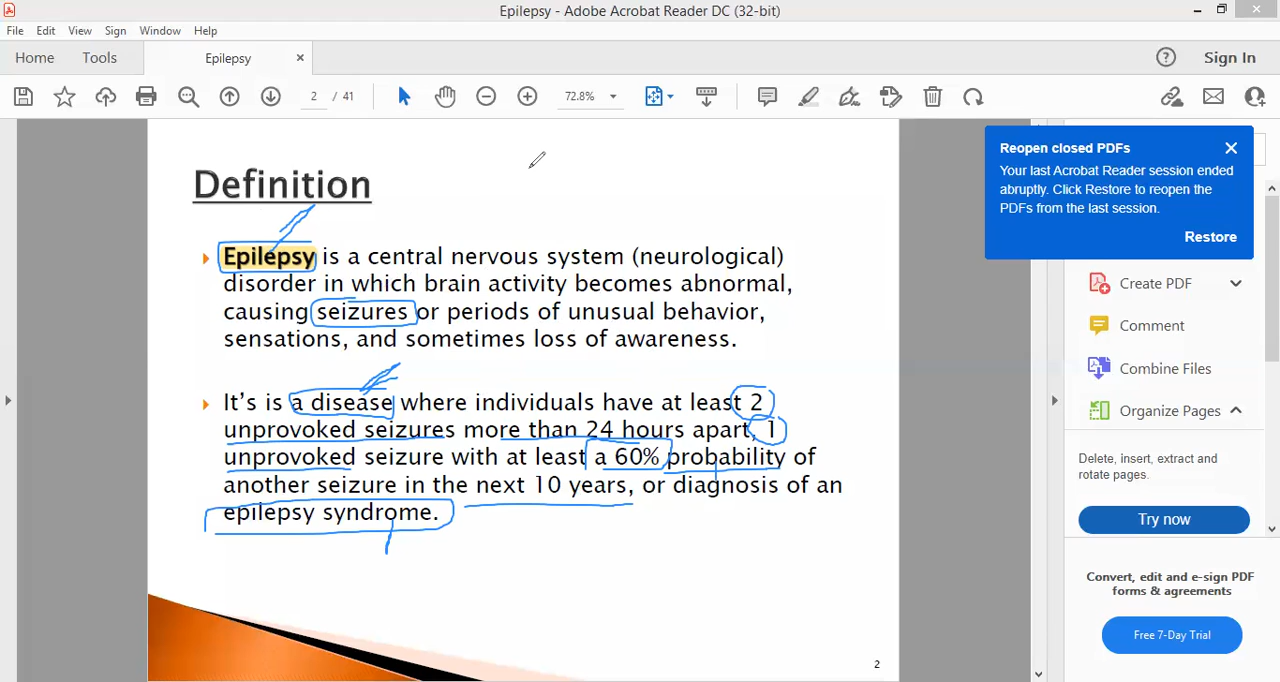 Epilepsy - Adobe Acrobat Reader DC (32-bit)
File Edit View Sign Window Help
Home Tools Epilepsy × Sign In
2 / 41 72.8%
Reopen closed PDFs
Your last Acrobat Reader session ended
abruptly. Click Restore to reopen the
PDFs from the last session.
Restore
Definition
Epilepsy is a central nervous system (neurological)
disorder in which brain activity becomes abnormal,
causing seizures or periods of unusual behavior,
sensations, and sometimes loss of awareness.
It's is a disease where individuals have at least 2
unprovoked seizures more than 24 hours apart, 1
unprovoked seizure with at least a 60% probability of
another seizure in the next 10 years, or diagnosis of an
epilepsy syndrome.
2
Create PDF
Comment
Combine Files
Organize Pages
Delete, insert, extract and
rotate pages.
Try now
Convert, edit and e-sign PDF
forms & agreements
Free 7-Day Trial